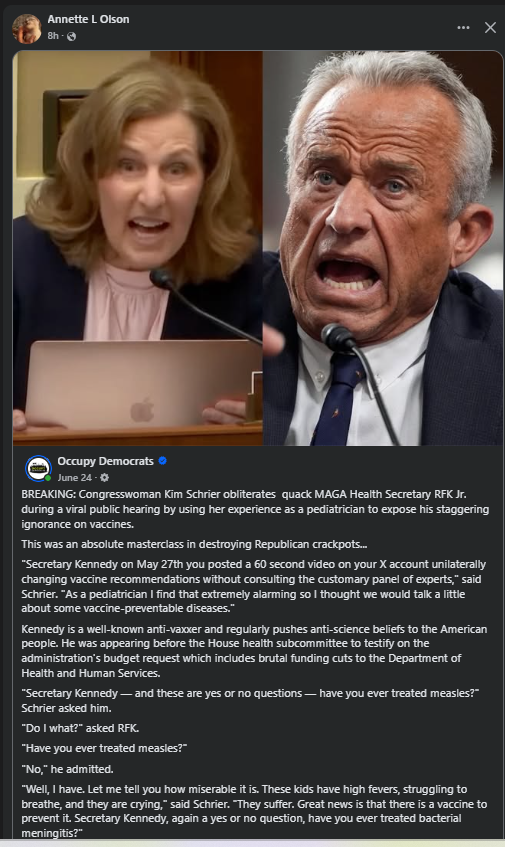 Annette L Olson
8h ·
Occupy Democrats
June 24 ·
BREAKING: Congresswoman Kim Schrier obliterates quack MAGA Health Secretary RFK Jr.
during a viral public hearing by using her experience as a pediatrician to expose his staggering
ignorance on vaccines.
This was an absolute masterclass in destroying Republican crackpots...
"Secretary Kennedy on May 27th you posted a 60 second video on your X account unilaterally
changing vaccine recommendations without consulting the customary panel of experts," said
Schrier. "As a pediatrician I find that extremely alarming so I thought we would talk a little
about some vaccine-preventable diseases."
Kennedy is a well-known anti-vaxxer and regularly pushes anti-science beliefs to the American
people. He was appearing before the House health subcommittee to testify on the
administration's budget request which includes brutal funding cuts to the Department of
Health and Human Services.
"Secretary Kennedy — and these are yes or no questions — have you ever treated measles?"
Schrier asked him.
"Do I what?" asked RFK.
"Have you ever treated measles?"
"No," he admitted.
"Well, I have. Let me tell you how miserable it is. These kids have high fevers, struggling to
breathe, and they are crying," said Schrier. "They suffer. Great news is that there is a vaccine to
prevent it. Secretary Kennedy, again a yes or no question, have you ever treated bacterial
meningitis?"